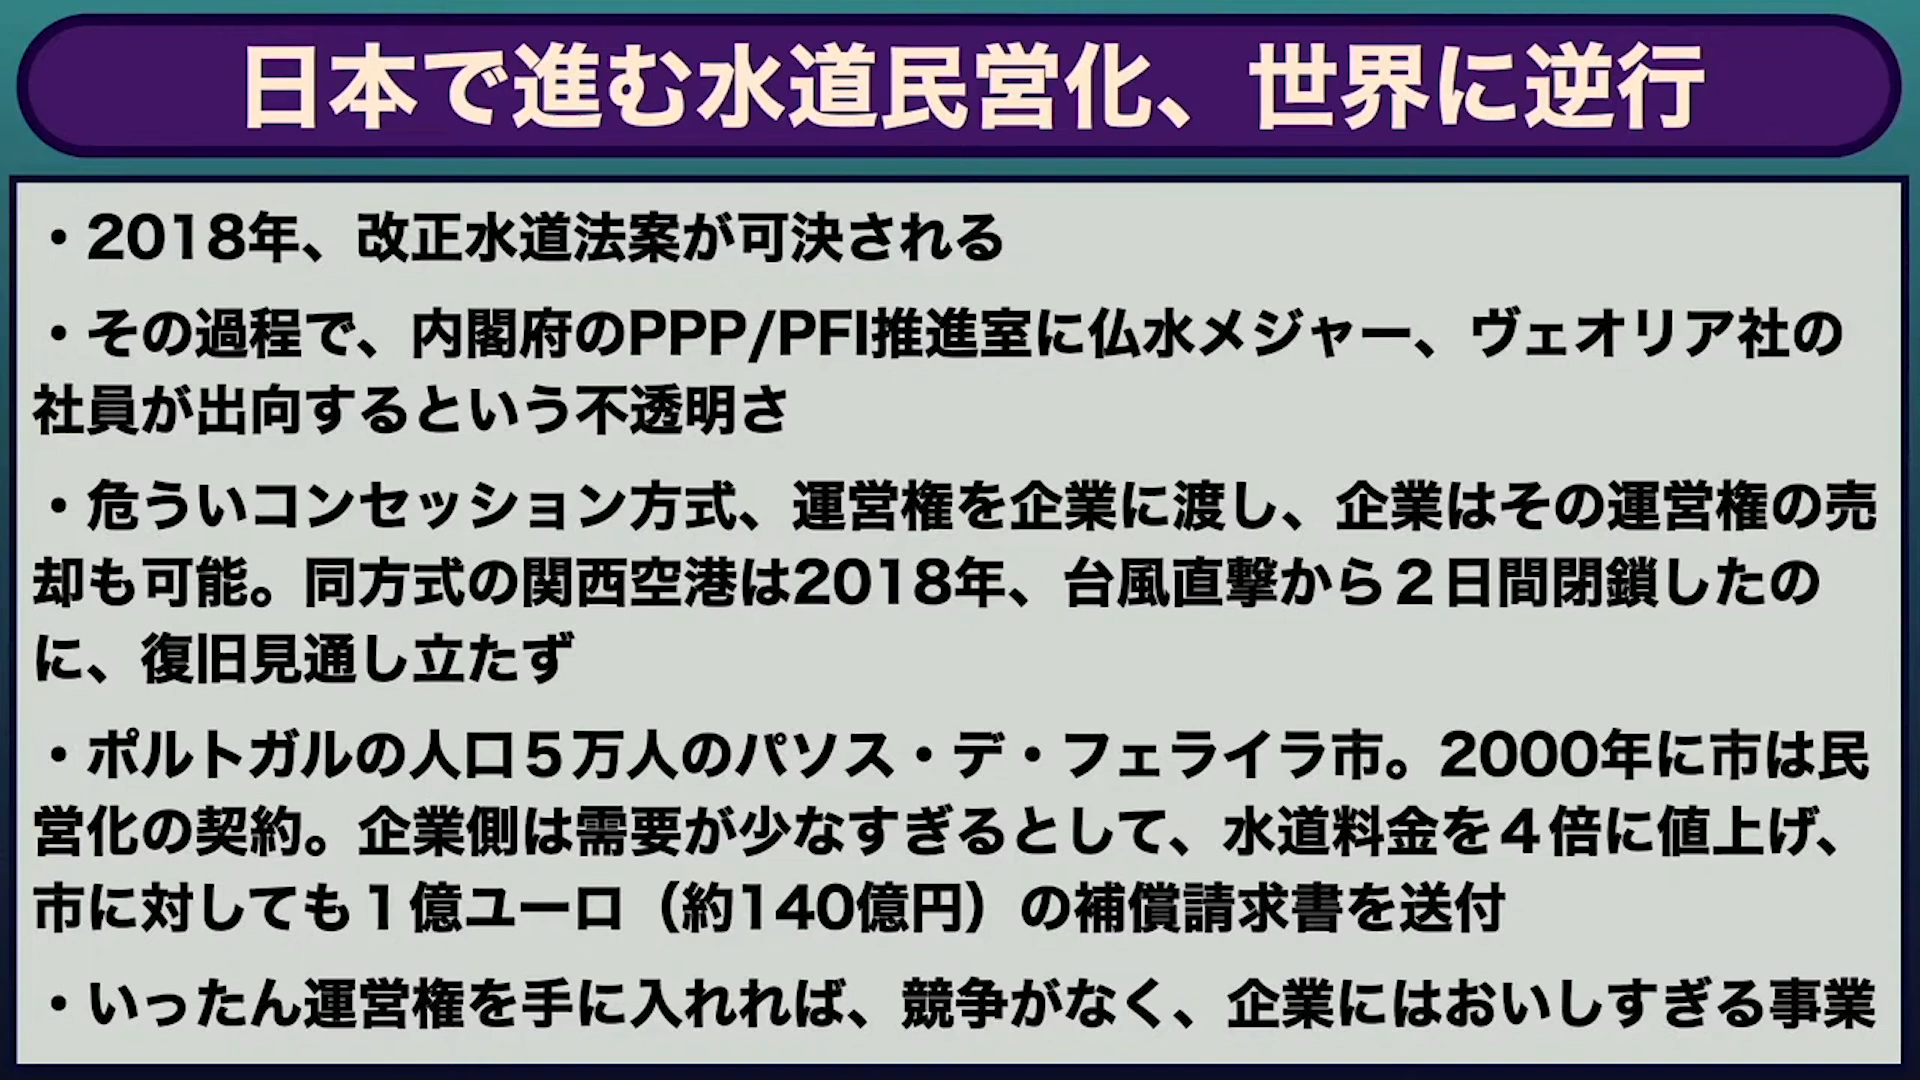 日本で進む水道民営化、世界に逆行
・2018年、改正水道法案が可決される
・その過程で、内閣府のPPP/PFI推進室に仏水メジャー、ヴェオリア社の
社員が出向するという不透明さ
・危ういコンセッション方式、運営権を企業に渡し、企業はその運営権の売
却も可能。同方式の関西空港は2018年、台風直撃から２日間閉鎖したの
に、復旧見通し立たず
・ポルトガルの人口５万人のパソス・デ・フェライラ市。2000年に市は民
営化の契約。企業側は需要が少なすぎるとして、水道料金を４倍に値上げ、
市に対しても１億ユーロ（約140億円）の補償請求書を送付
・いったん運営権を手に入れれば、競争がなく、企業にはおいしすぎる事業